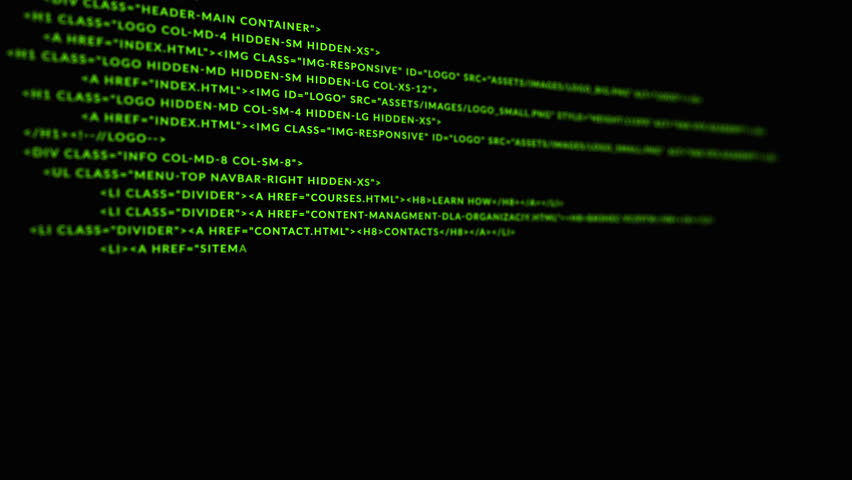 <DIV CLASS="HEADER-MAIN CONTAINER">
<H1 CLASS="LOGO COL-MD-4 HIDDEN-SM HIDDEN-XS">
<A HREF="INDEX.HTML"><IMG CLASS="IMG-RESPONSIVE" ID="LOGO" SRC="ASSETS/IMAGES/LOGO_BIG.PNG"
<H1 CLASS="LOGO HIDDEN-MD HIDDEN-SM HIDDEN-LG COL-XS-12">
<A HREF="INDEX.HTML"><IMG ID="LOGO" SRC="ASSETS/IMAGES/LOGO_SMALL.PNG"
<H1 CLASS="LOGO HIDDEN-MD COL-SM-4 HIDDEN-LG HIDDEN-XS">
<A HREF="INDEX.HTML"><IMG CLASS="IMG-RESPONSIVE" ID="LOGO" SRC="ASSETS/IMAGES/LOGO_SMALL.PNG"
</H1><!--//LOGO-->
<DIV CLASS="INFO COL-MD-8 COL-SM-8">
<UL CLASS="MENU-TOP NAVBAR-RIGHT HIDDEN-XS">
<LI CLASS="DIVIDER"><A HREF="COURSES.HTML"><H8>LEARN HOW</H8></A></LI>
<LI CLASS="DIVIDER"><A HREF="CONTENT-MANAGMENT-DLA-ORGANIZACIY.HTML">
<LI CLASS="DIVIDER"><A HREF="CONTACT.HTML"><H8>CONTACTS</H8></A></LI>
<LI><A HREF="SITEMA